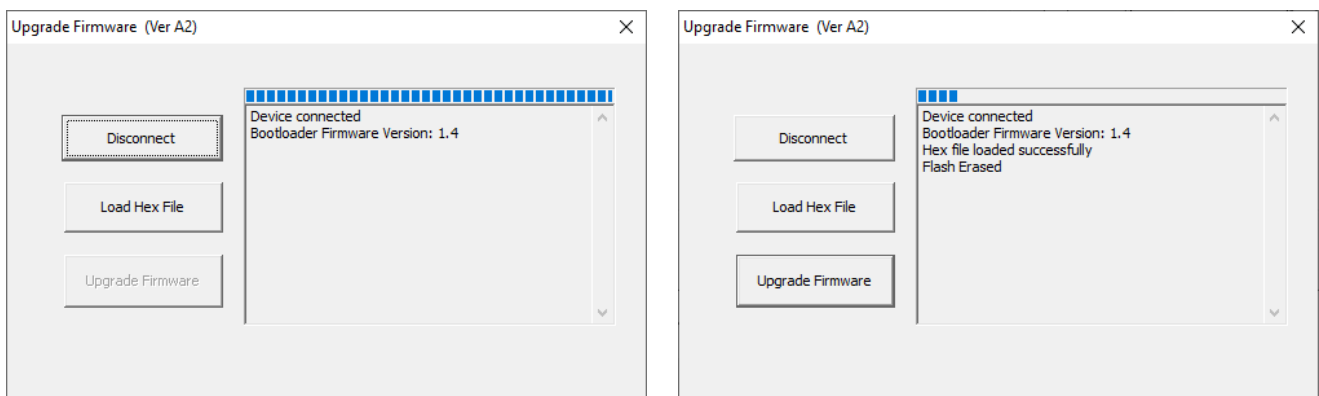 Upgrade Firmware (Ver A2)
Disconnect
Load Hex File
Upgrade Firmware
Device connected
Bootloader Firmware Version: 1.4
Upgrade Firmware (Ver A2)
Disconnect
Load Hex File
Upgrade Firmware
Device connected
Bootloader Firmware Version: 1.4
Hex file loaded successfully
Flash Erased